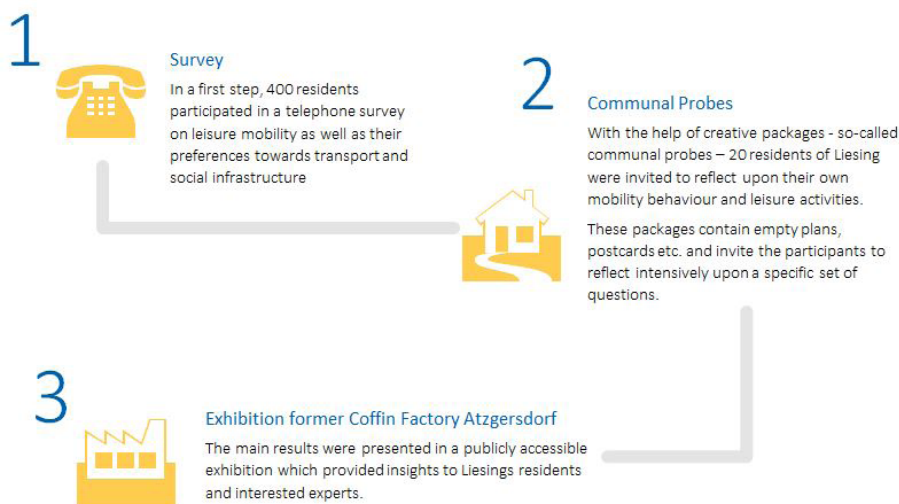 1
Survey
In a first step, 400 residents
participated in a telephone survey
on leisure mobility as well as their
preferences towards transport and
social infrastructure
2
Communal Probes
With the help of creative packages - so-called
communal probes – 20 residents of Liesing
were invited to reflect upon their own
mobility behaviour and leisure activities.
These packages contain empty plans,
postcards etc. and invite the participants to
reflect intensively upon a specific set of
questions.
3
Exhibition former Coffin Factory Atzgersdorf
The main results were presented in a publicly accessible
exhibition which provided insights to Liesings residents
and interested experts.